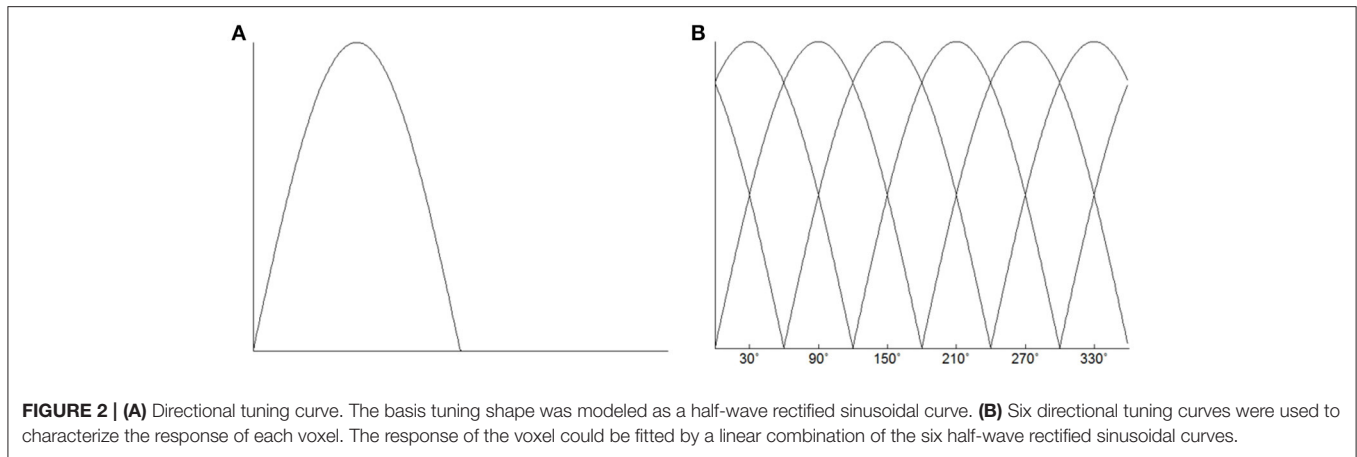 A
B
30° 90° 150° 210° 270° 330°
FIGURE 2 | (A) Directional tuning curve. The basis tuning shape was modeled as a half-wave rectified sinusoidal curve. (B) Six directional tuning curves were used to
characterize the response of each voxel. The response of the voxel could be fitted by a linear combination of the six half-wave rectified sinusoidal curves.